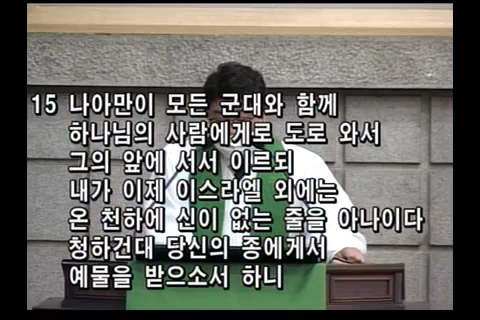 15 나아만이 모든 군대와 함께
하나님의 사람에게로 도로 와서
그의 앞에 서서 이르되
내가 이제 이스라엘 외에는
온 천하에 신이 없는 줄을 아나이다
청하건대 당신의 종에게서
예물을 받으소서 하니